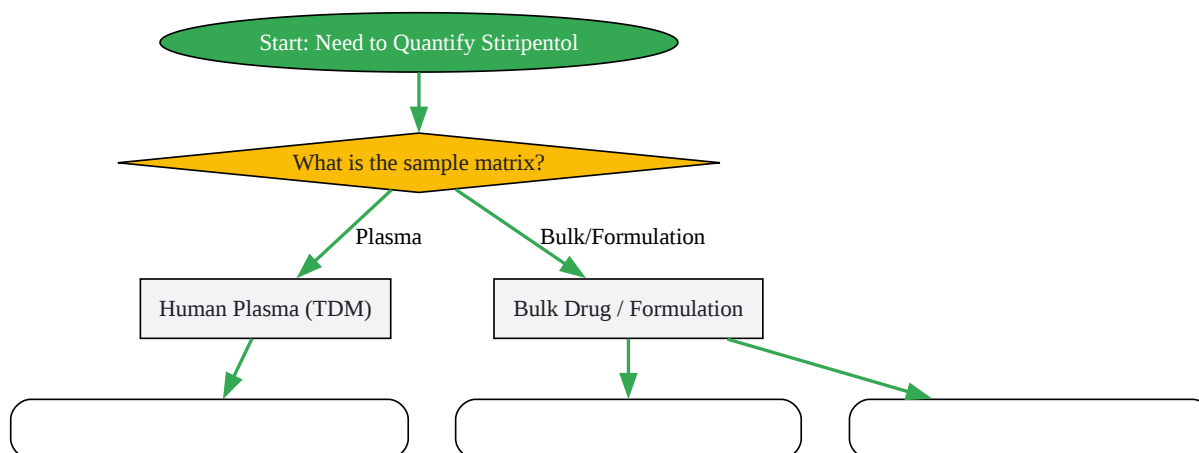 Start: Need to Quantify Stiripentol
What is the sample matrix?
Plasma
Bulk/Formulation
Human Plasma (TDM)
Bulk Drug / Formulation